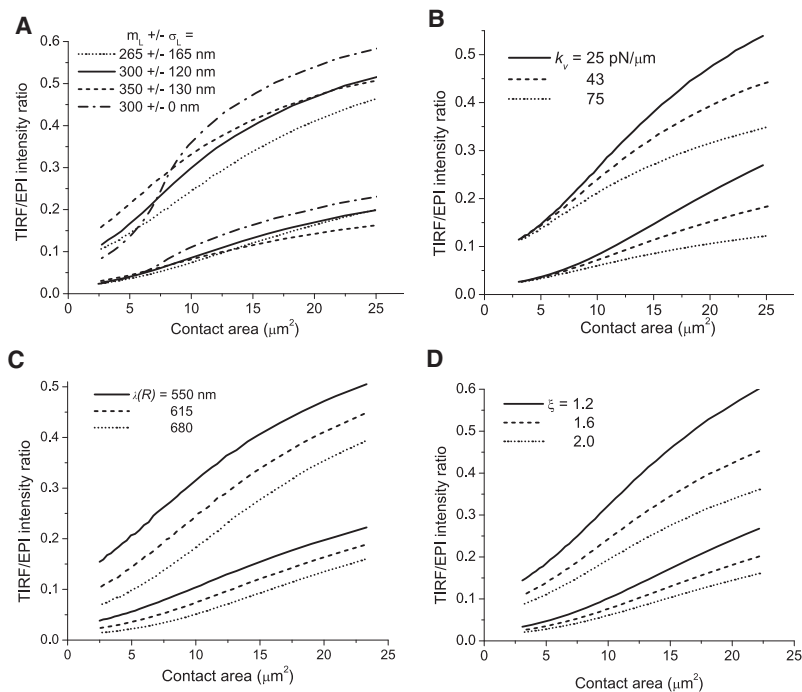 A
m_L +/- σ_L =
265 +/- 165 nm
300 +/- 120 nm
350 +/- 130 nm
300 +/- 0 nm
TIRF/EPI intensity ratio
0.6
0.5
0.4
0.3
0.2
0.1
0.0
0 5 10 15 20 25
Contact area (μm²)
B
k_v = 25 pN/μm
43
75
TIRF/EPI intensity ratio
0.5
0.4
0.3
0.2
0.1
0.0
0 5 10 15 20 25
Contact area (μm²)
C
λ(R) = 550 nm
615
680
TIRF/EPI intensity ratio
0.5
0.4
0.3
0.2
0.1
0.0
0 5 10 15 20 25
Contact area (μm²)
D
ξ = 1.2
1.6
2.0
TIRF/EPI intensity ratio
0.6
0.5
0.4
0.3
0.2
0.1
0.0
0 5 10 15 20 25
Contact area (μm²)